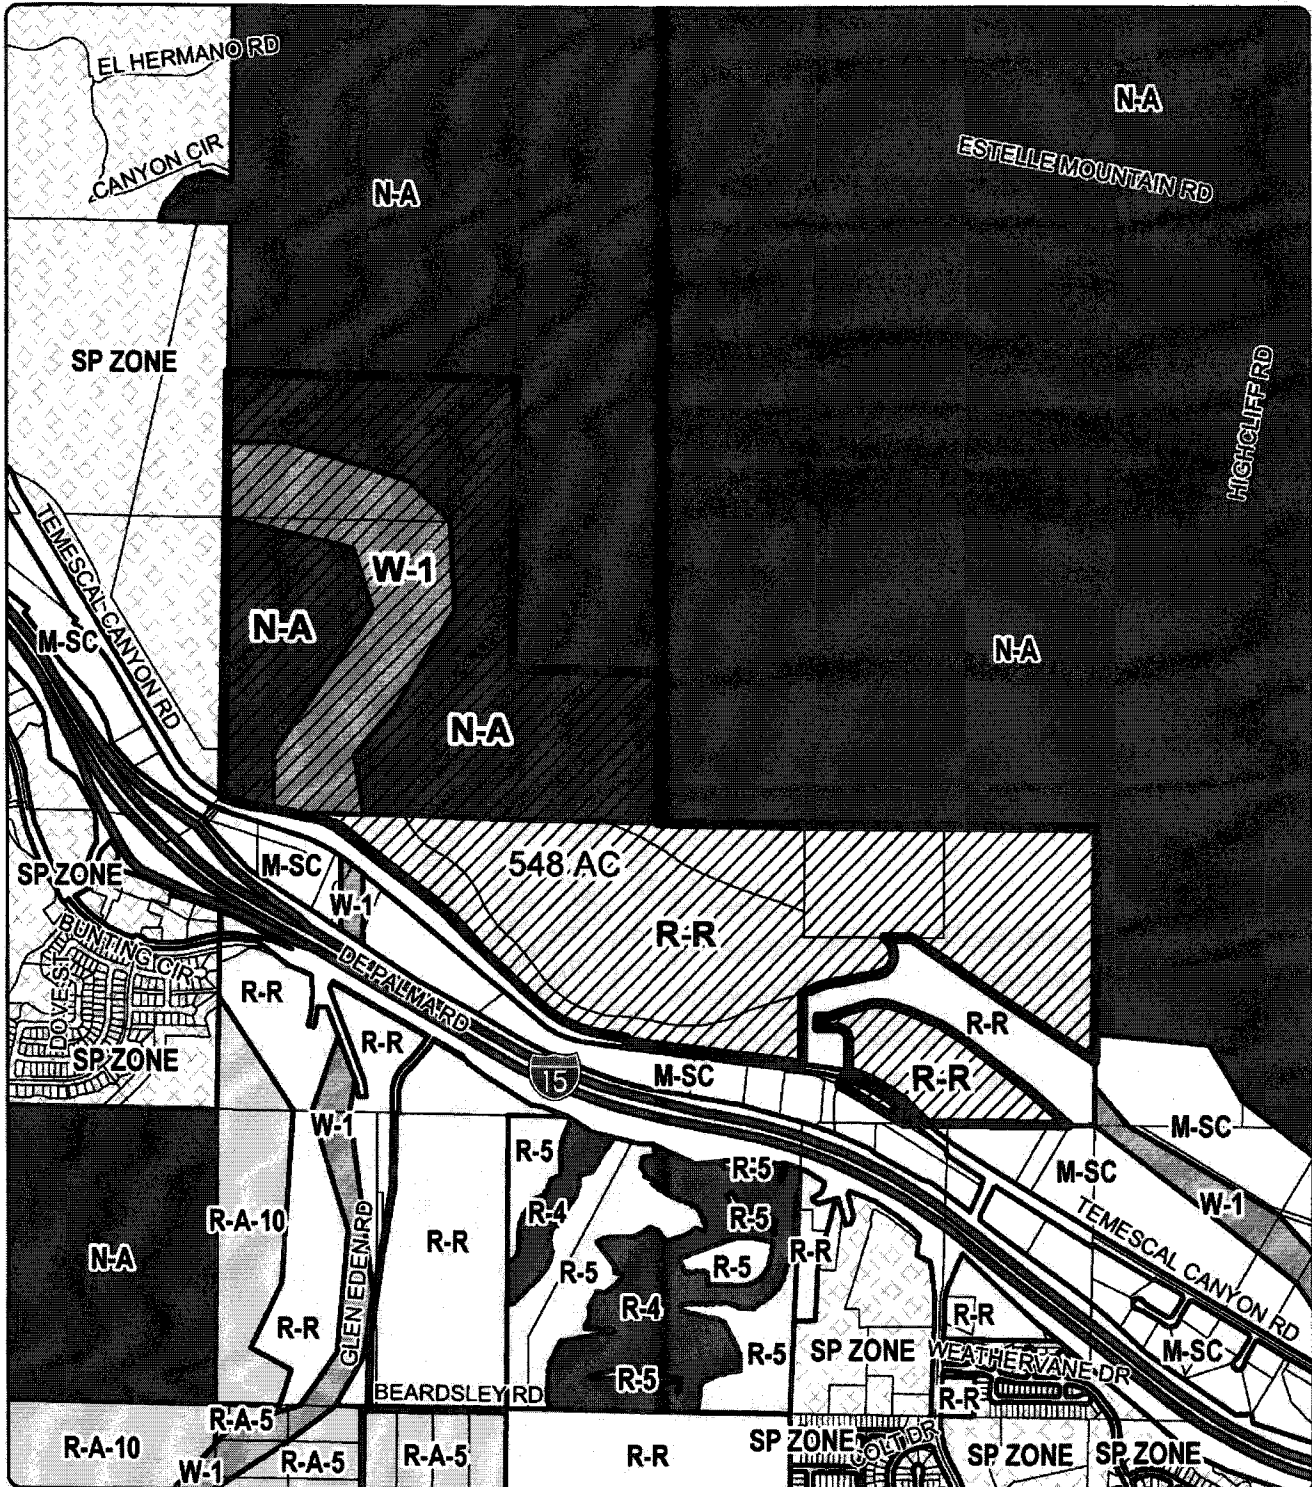 EL HERMANO RD
N-A
ESTELLE MOUNTAIN RD
CANYON CIR
N-A
SP ZONE
HIGHCLIFF RD
TEMESCAL CANYON RD
W-1
N-A
M-SC
N-A
N-A
548 AC
M-SC
SP ZONE
W-1
R-R
BUNTING CIR
DOVE ST
DE PALMA RD
R-R
R-R
R-R
SP ZONE
15
M-SC
R-R
W-1
M-SC
R-5
R-5
M-SC
R-A-10
R-4
R-5
W-1
N-A
GLEN EDEN RD
R-R
R-R
R-5
R-5
TEMESCAL CANYON RD
R-4
R-R
R-R
R-5
SP ZONE
WEATHERVANE DR
M-SC
R-5
BEARDSLEY RD
R-R
R-A-5
R-A-10
W-1
R-A-5
R-A-5
R-R
SP ZONE
COLT DR
SP ZONE
SP ZONE